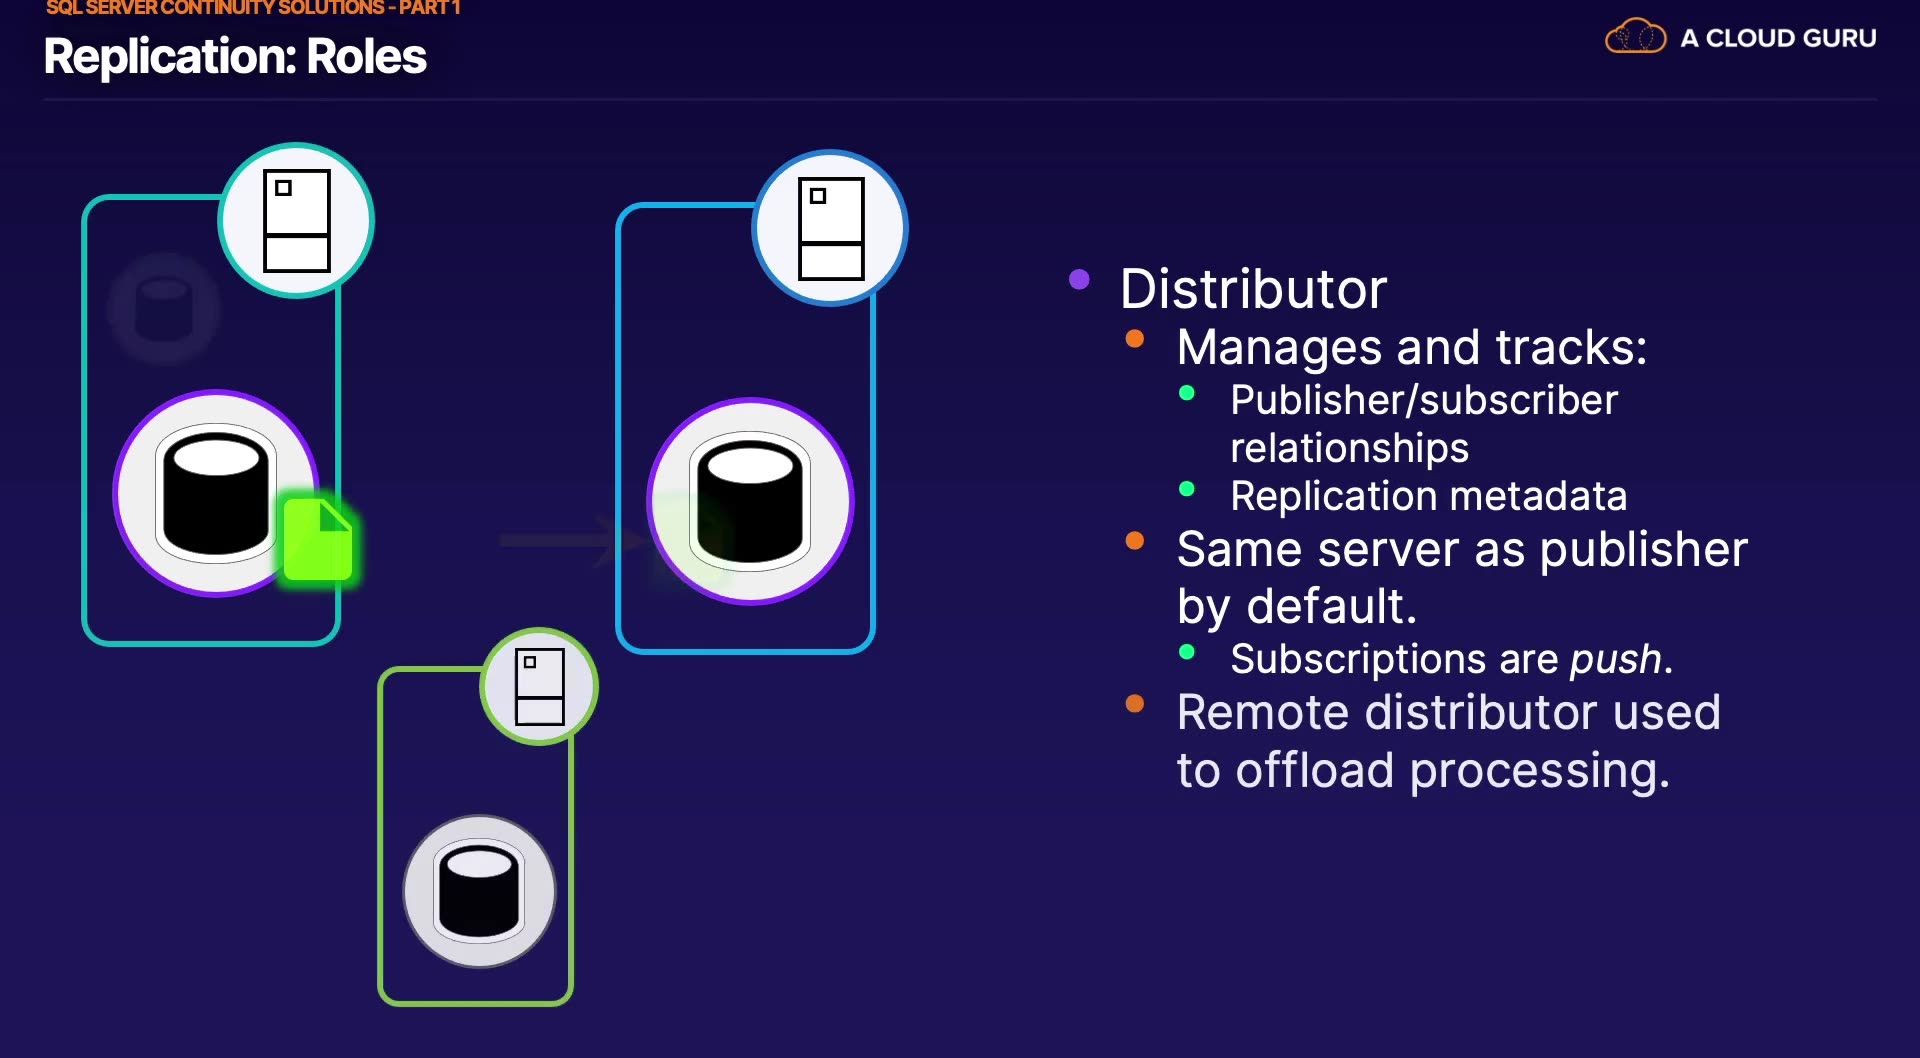 SQL SERVER CONTINUITY SOLUTIONS - PART 1
Replication: Roles
A CLOUD GURU
Distributor
Manages and tracks:
Publisher/subscriber
relationships
Replication metadata
Same server as publisher
by default.
Subscriptions are push.
Remote distributor used
to offload processing.